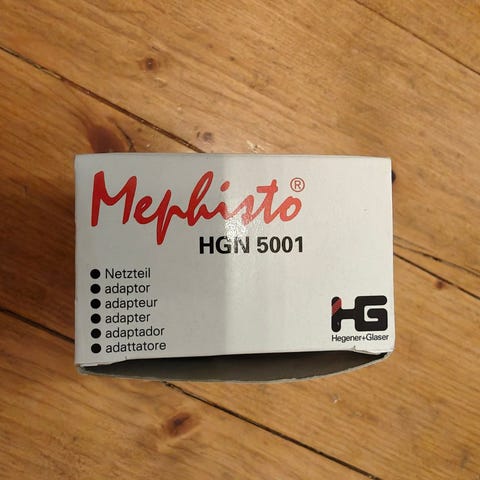 Mephisto®
HGN 5001
● Netzteil
● adaptor
● adapteur
● adapter
● adaptador
● adattatore
HG
Hegener+Glaser